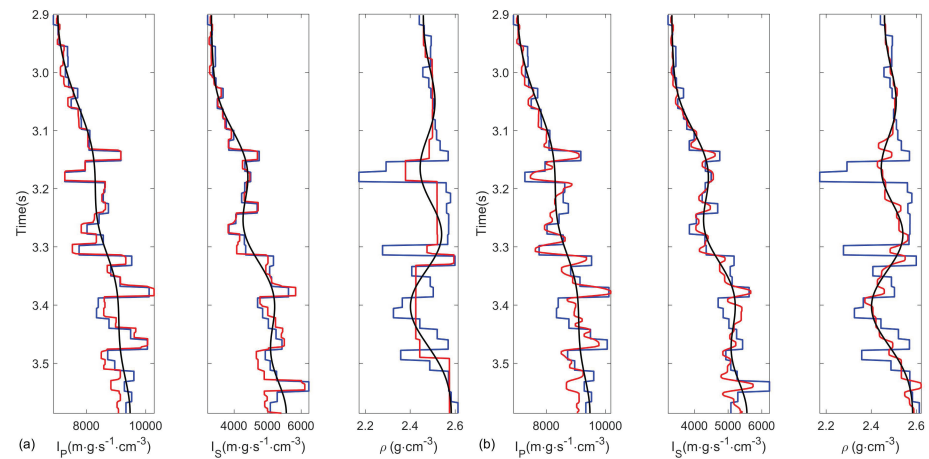 2.9
3.0
3.1
3.2
3.3
3.4
3.5
Time(s)
8000 10000
4000 5000 6000
2.2 2.4 2.6
(a) I_P(m·g·s⁻¹·cm⁻³) I_S(m·g·s⁻¹·cm⁻³) ρ (g·cm⁻³)
2.9
3.0
3.1
3.2
3.3
3.4
3.5
Time(s)
8000 10000
4000 5000 6000
2.2 2.4 2.6
(b) I_P(m·g·s⁻¹·cm⁻³) I_S(m·g·s⁻¹·cm⁻³) ρ (g·cm⁻³)